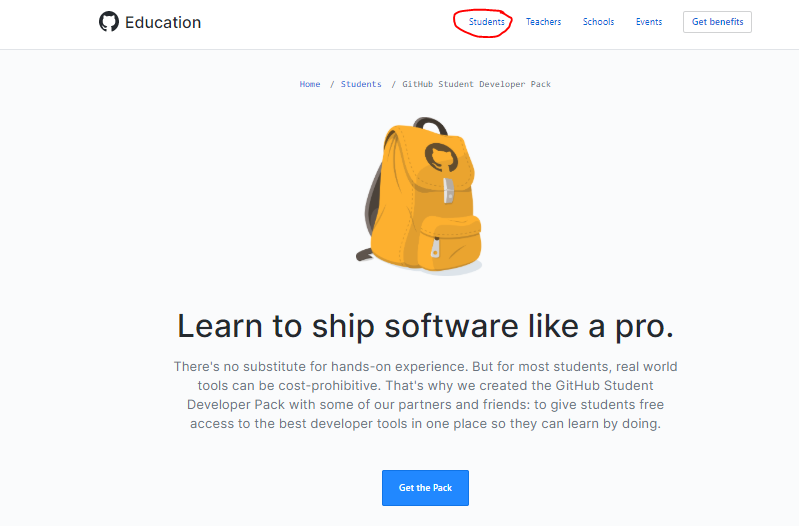 Education
Students Teachers Schools Events Get benefits
Home / Students / GitHub Student Developer Pack
Learn to ship software like a pro.
There's no substitute for hands-on experience. But for most students, real world
tools can be cost-prohibitive. That's why we created the GitHub Student
Developer Pack with some of our partners and friends: to give students free
access to the best developer tools in one place so they can learn by doing.
Get the Pack